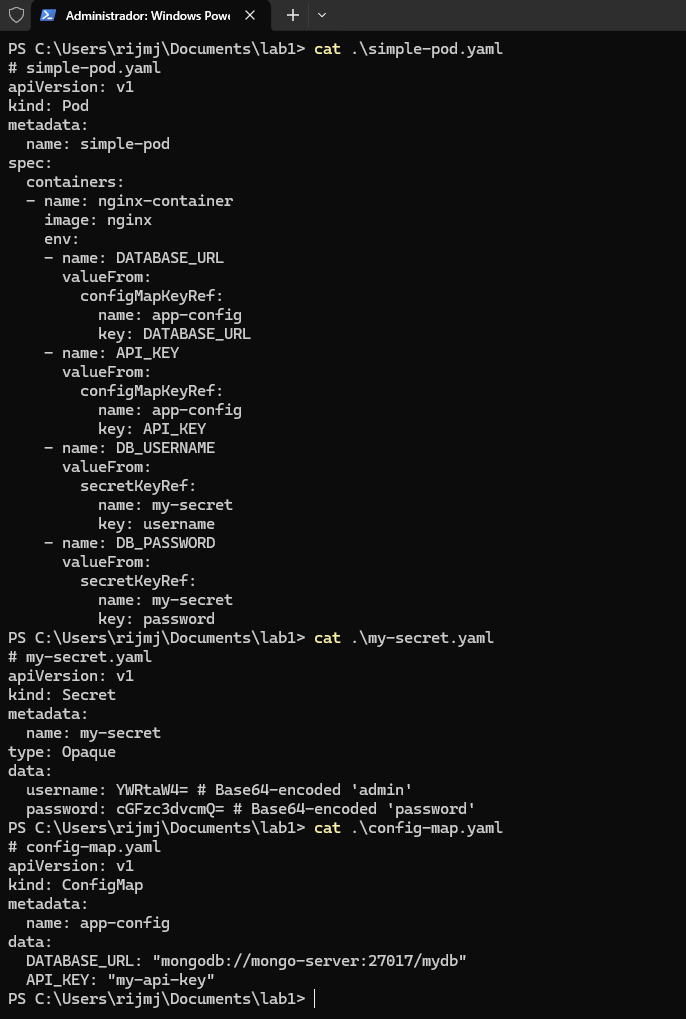 Administrador: Windows Powe
PS C:\Users\rijmj\Documents\lab1> cat .\simple-pod.yaml
# simple-pod.yaml
apiVersion: v1
kind: Pod
metadata:
  name: simple-pod
spec:
  containers:
  - name: nginx-container
    image: nginx
    env:
    - name: DATABASE_URL
      valueFrom:
        configMapKeyRef:
          name: app-config
          key: DATABASE_URL
    - name: API_KEY
      valueFrom:
        configMapKeyRef:
          name: app-config
          key: API_KEY
    - name: DB_USERNAME
      valueFrom:
        secretKeyRef:
          name: my-secret
          key: username
    - name: DB_PASSWORD
      valueFrom:
        secretKeyRef:
          name: my-secret
          key: password
PS C:\Users\rijmj\Documents\lab1> cat .\my-secret.yaml
# my-secret.yaml
apiVersion: v1
kind: Secret
metadata:
  name: my-secret
type: Opaque
data:
  username: YWRtaW4= # Base64-encoded 'admin'
  password: cGFzc3dvcmQ= # Base64-encoded 'password'
PS C:\Users\rijmj\Documents\lab1> cat .\config-map.yaml
# config-map.yaml
apiVersion: v1
kind: ConfigMap
metadata:
  name: app-config
data:
  DATABASE_URL: "mongodb://mongo-server:27017/mydb"
  API_KEY: "my-api-key"
PS C:\Users\rijmj\Documents\lab1>